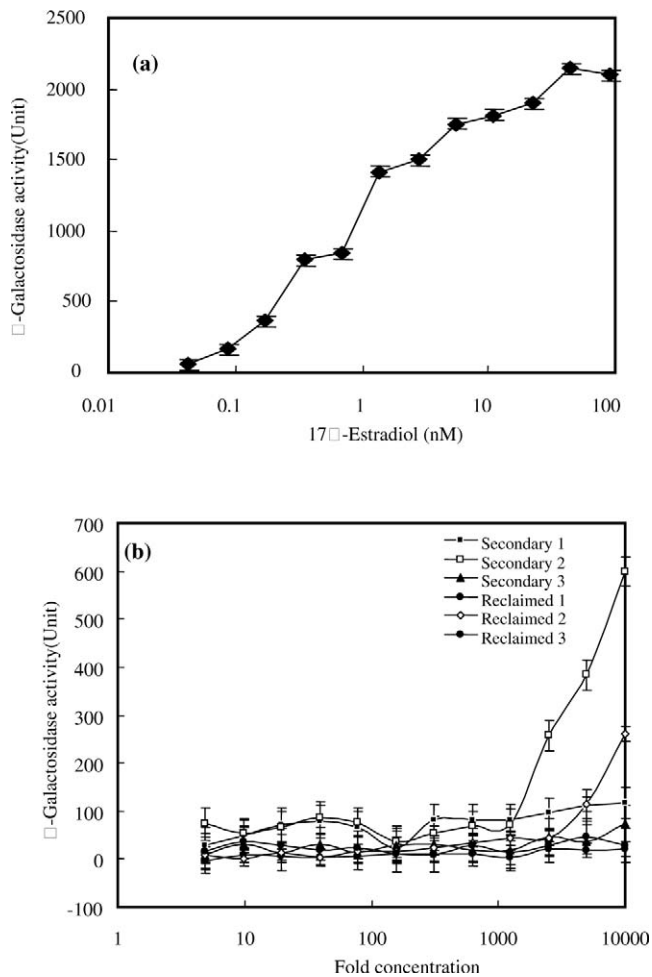 2500
(a)
2000
1500
1000
500
0
□-Galactosidase activity(Unit)
0.01
0.1
1
10
100
17□-Estradiol (nM)
700
(b)
600
500
400
300
200
100
0
-100
□-Galactosidase activity(Unit)
Secondary 1
Secondary 2
Secondary 3
Reclaimed 1
Reclaimed 2
Reclaimed 3
1
10
100
1000
10000
Fold concentration